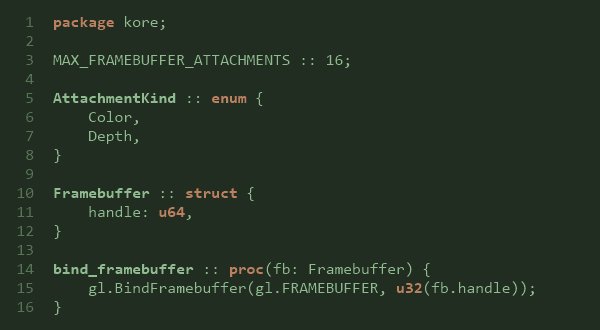 1 package kore;
2
3 MAX_FRAMEBUFFER_ATTACHMENTS :: 16;
4
5 AttachmentKind :: enum {
6     Color,
7     Depth,
8 }
9
10 Framebuffer :: struct {
11     handle: u64,
12 }
13
14 bind_framebuffer :: proc(fb: Framebuffer) {
15     gl.BindFramebuffer(gl.FRAMEBUFFER, u32(fb.handle));
16 }